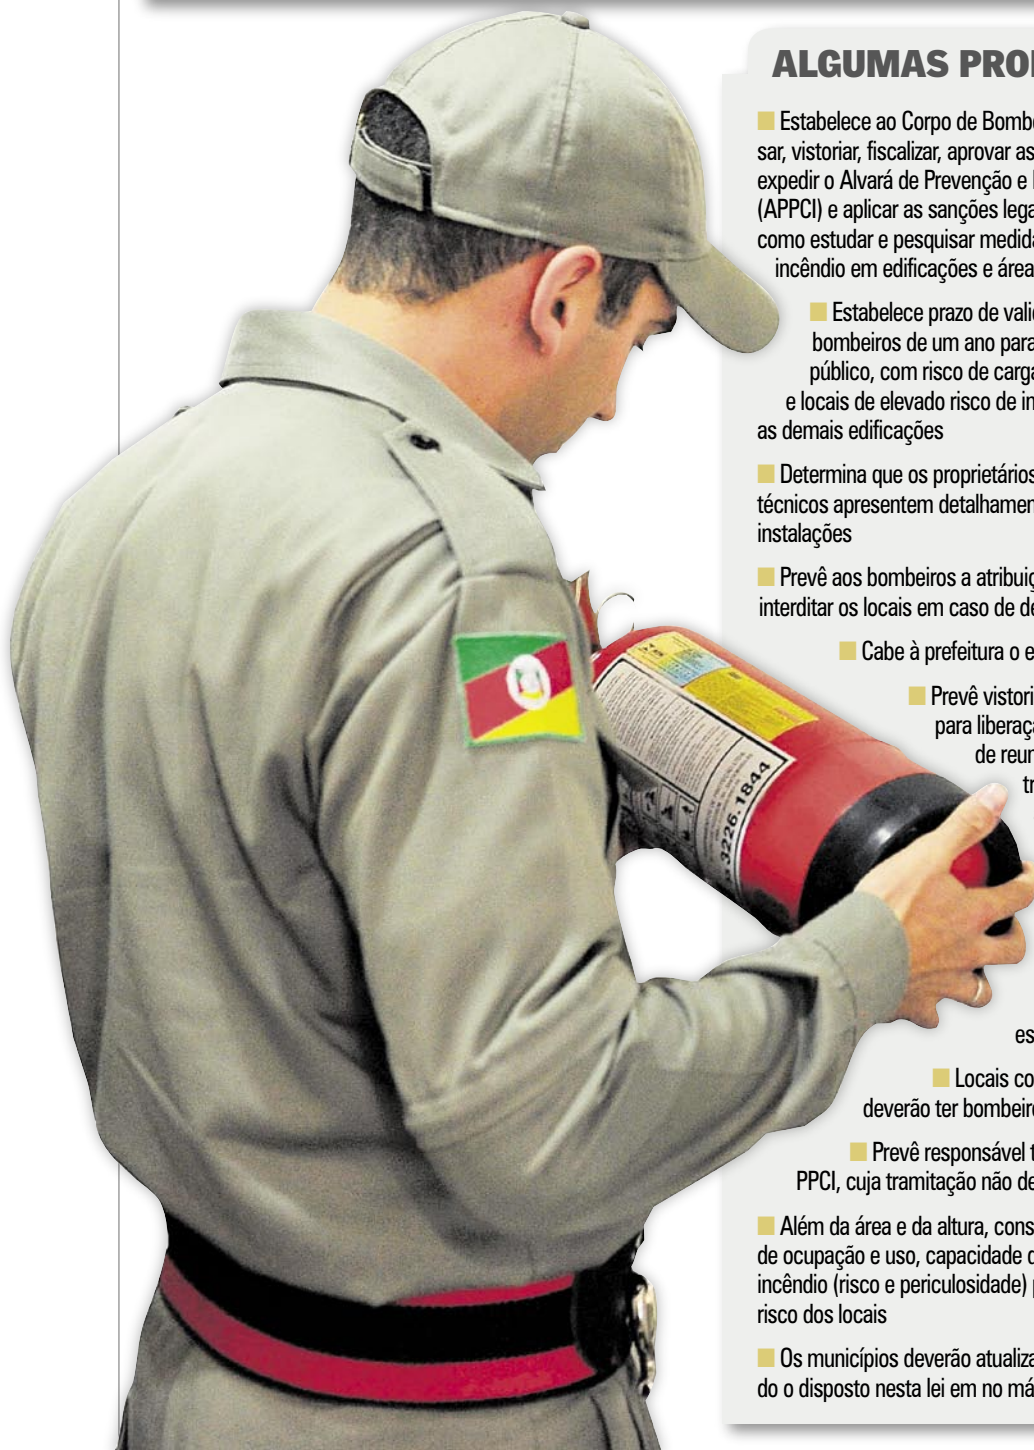 ALGUMAS PRO
■ Estabelece ao Corpo de Bombe
sar, vistoriar, fiscalizar, aprovar as
expedir o Alvará de Prevenção e
(APPCI) e aplicar as sanções lega
como estudar e pesquisar medida
incêndio em edificações e área
■ Estabelece prazo de vali
bombeiros de um ano para
público, com risco de carga
e locais de elevado risco de in
as demais edificações
■ Determina que os proprietários
técnicos apresentem detalhamen
instalações
■ Prevê aos bombeiros a atribuiç
interditar os locais em caso de de
■ Cabe à prefeitura o e
■ Prevê vistori
para liberaç
de reun
tr
es
■ Locais co
deverão ter bombeir
■ Prevê responsável t
PPCI, cuja tramitação não de
■ Além da área e da altura, cons
de ocupação e uso, capacidade d
incêndio (risco e periculosidade) p
risco dos locais
■ Os municípios deverão atualiza
do o disposto nesta lei em no má
3226.1844